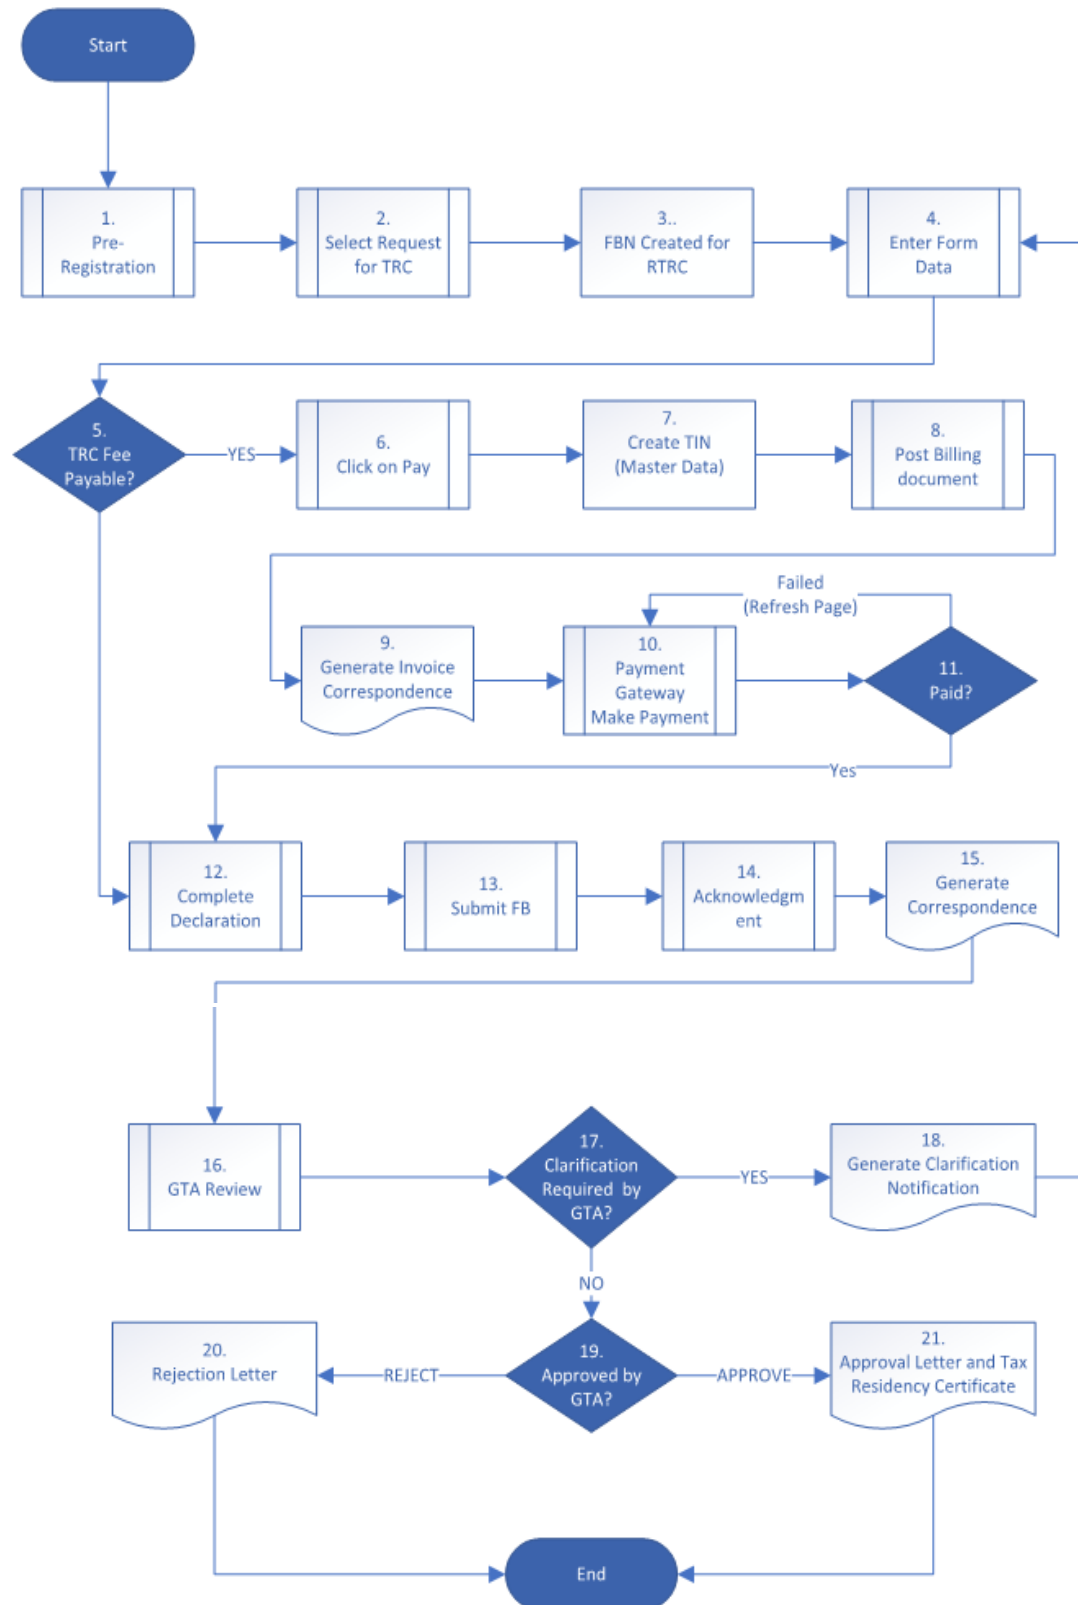 Start
1.
Pre-
Registration
2.
Select Request
for TRC
3..
FBN Created for
RTRC
4.
Enter Form
Data
5.
TRC Fee
Payable?
YES
6.
Click on Pay
7.
Create TIN
(Master Data)
8.
Post Billing
document
Failed
(Refresh Page)
9.
Generate Invoice
Correspondence
10.
Payment
Gateway
Make Payment
11.
Paid?
Yes
12.
Complete
Declaration
13.
Submit FB
14.
Acknowledgm
ent
15.
Generate
Correspondence
16.
GTA Review
17.
Clarification
Required by
GTA?
YES
18.
Generate Clarification
Notification
NO
19.
Approved by
GTA?
REJECT
20.
Rejection Letter
APPROVE
21.
Approval Letter and Tax
Residency Certificate
End